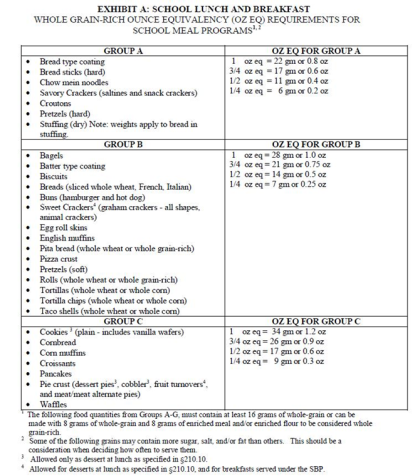 EXHIBIT A: SCHOOL LUNCH AND BREAKFAST
WHOLE GRAIN-RICH OUNCE EQUIVALENCY (OZ EQ) REQUIREMENTS FOR
SCHOOL MEAL PROGRAMS1, 2
GROUP A
OZ EQ FOR GROUP A
• Bread type coating
• Bread sticks (hard)
• Chow mein noodles
• Savory Crackers (saltines and snack crackers)
• Croutons
• Pretzels (hard)
• Stuffing (dry) Note: weights apply to bread in
stuffing.
1 oz eq = 22 gm or 0.8 oz
3/4 oz eq = 17 gm or 0.6 oz
1/2 oz eq = 11 gm or 0.4 oz
1/4 oz eq = 6 gm or 0.2 oz
GROUP B
OZ EQ FOR GROUP B
• Bagels
• Batter type coating
• Biscuits
• Breads (sliced whole wheat, French, Italian)
• Buns (hamburger and hot dog)
• Sweet Crackers4 (graham crackers - all shapes,
animal crackers)
• Egg roll skins
• English muffins
• Pita bread (whole wheat or whole grain-rich)
• Pizza crust
• Pretzels (soft)
• Rolls (whole wheat or whole grain-rich)
• Tortillas (whole wheat or whole corn)
• Tortilla chips (whole wheat or whole corn)
• Taco shells (whole wheat or whole corn)
1 oz eq = 28 gm or 1.0 oz
3/4 oz eq = 21 gm or 0.75 oz
1/2 oz eq = 14 gm or 0.5 oz
1/4 oz eq = 7 gm or 0.25 oz
GROUP C
OZ EQ FOR GROUP C
• Cookies 3 (plain - includes vanilla wafers)
• Cornbread
• Corn muffins
• Croissants
• Pancakes
• Pie crust (dessert pies3, cobbler3, fruit turnovers4,
and meat/meat alternate pies)
• Waffles
1 oz eq = 34 gm or 1.2 oz
3/4 oz eq = 26 gm or 0.9 oz
1/2 oz eq = 17 gm or 0.6 oz
1/4 oz eq = 9 gm or 0.3 oz
1 The following food quantities from Groups A-G, must contain at least 16 grams of whole-grain or can be
made with 8 grams of whole-grain and 8 grams of enriched meal and/or enriched flour to be considered whole
grain-rich.
2 Some of the following grains may contain more sugar, salt, and/or fat than others. This should be a
consideration when deciding how often to serve them.
3 Allowed only as dessert at lunch as specified in §210.10.
4 Allowed for desserts at lunch as specified in §210.10, and for breakfasts served under the SBP.